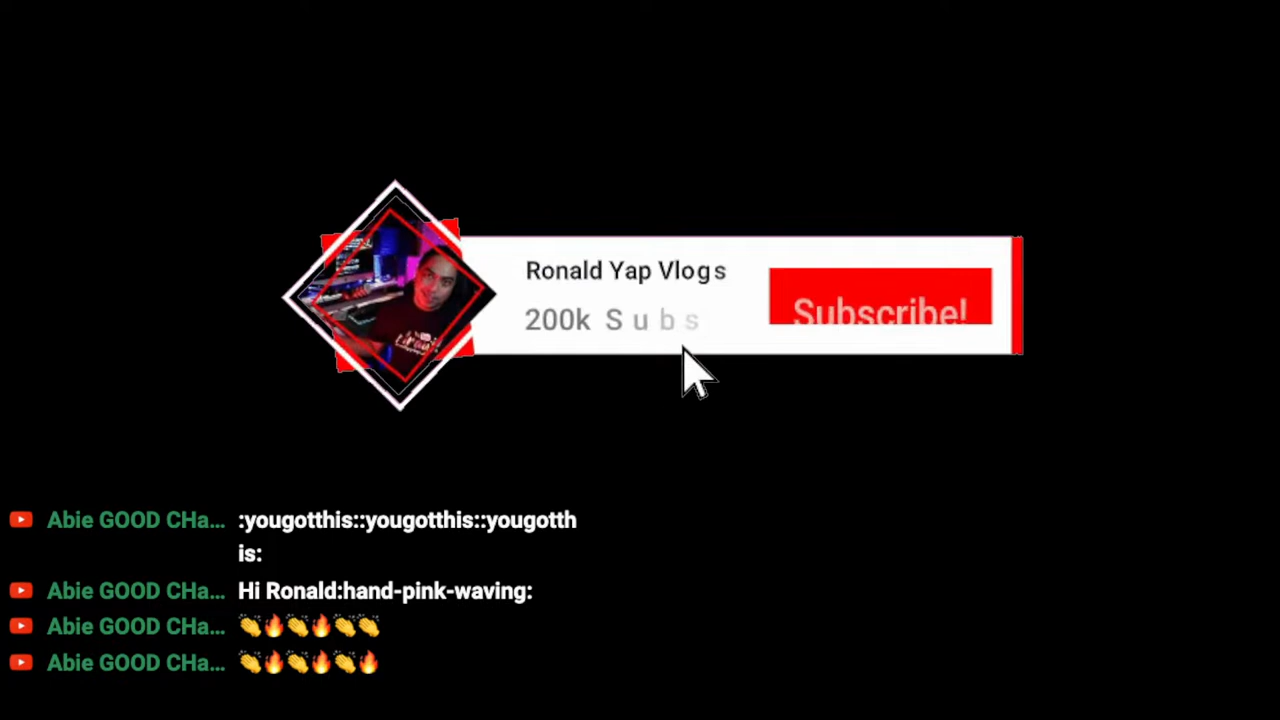 Ronald Yap Vlogs
200k Subs
Subscribe!
Abie GOOD CHa... :yougotthis::yougotthis::yougotth
is:
Abie GOOD CHa... Hi Ronald:hand-pink-waving:
Abie GOOD CHa... 👏🔥👏🔥👏👏
Abie GOOD CHa... 👏🔥👏🔥👏🔥